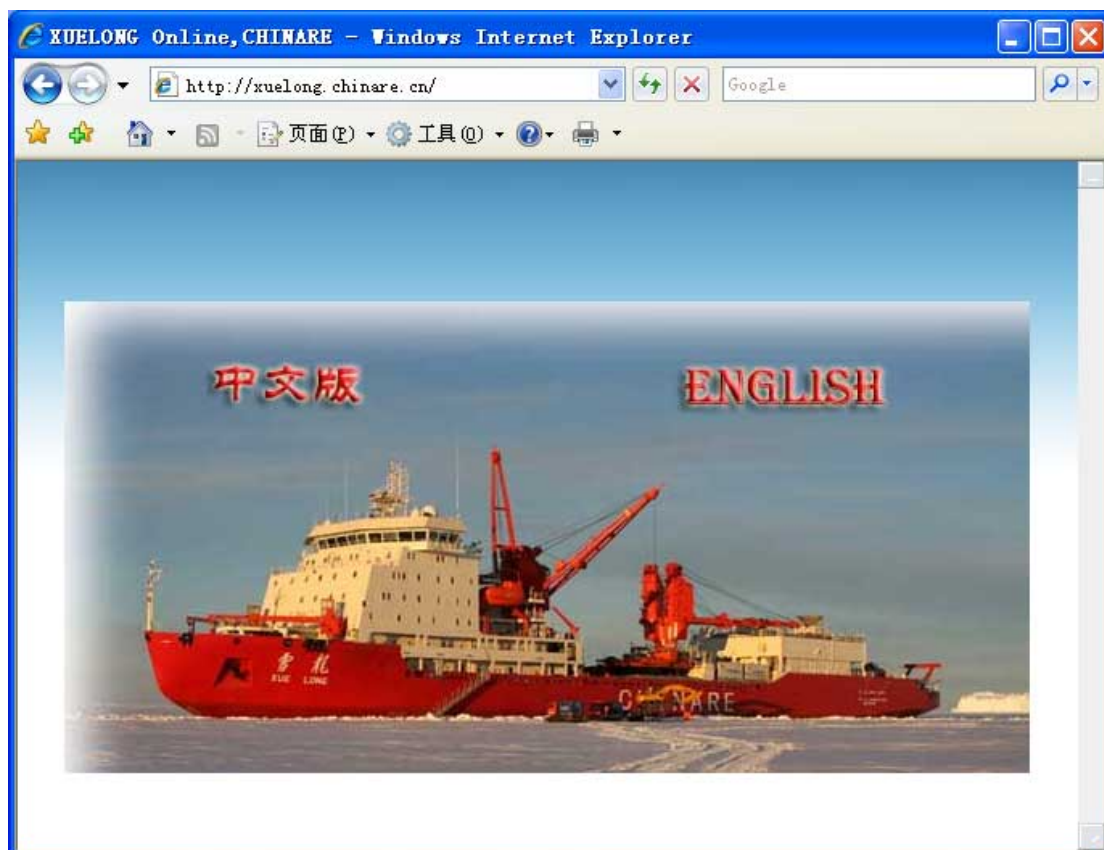 XUELONG Online,CHINARE - Windows Internet Explorer
http://xuelong.chinare.cn/
Google
页面(P) 工具(O)
中文版 ENGLISH
雪龙
XUE LONG
CHINARE